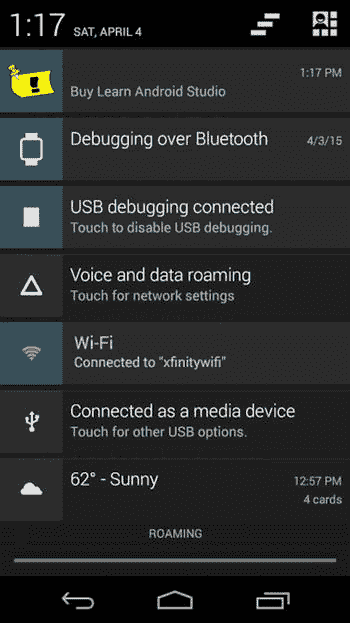 1:17 SAT, APRIL 4
1:17 PM
Buy Learn Android Studio
Debugging over Bluetooth 4/3/15
USB debugging connected
Touch to disable USB debugging.
Voice and data roaming
Touch for network settings
Wi-Fi
Connected to "xfinitywifi"
Connected as a media device
Touch for other USB options.
62° - Sunny 12:57 PM
4 cards
ROAMING